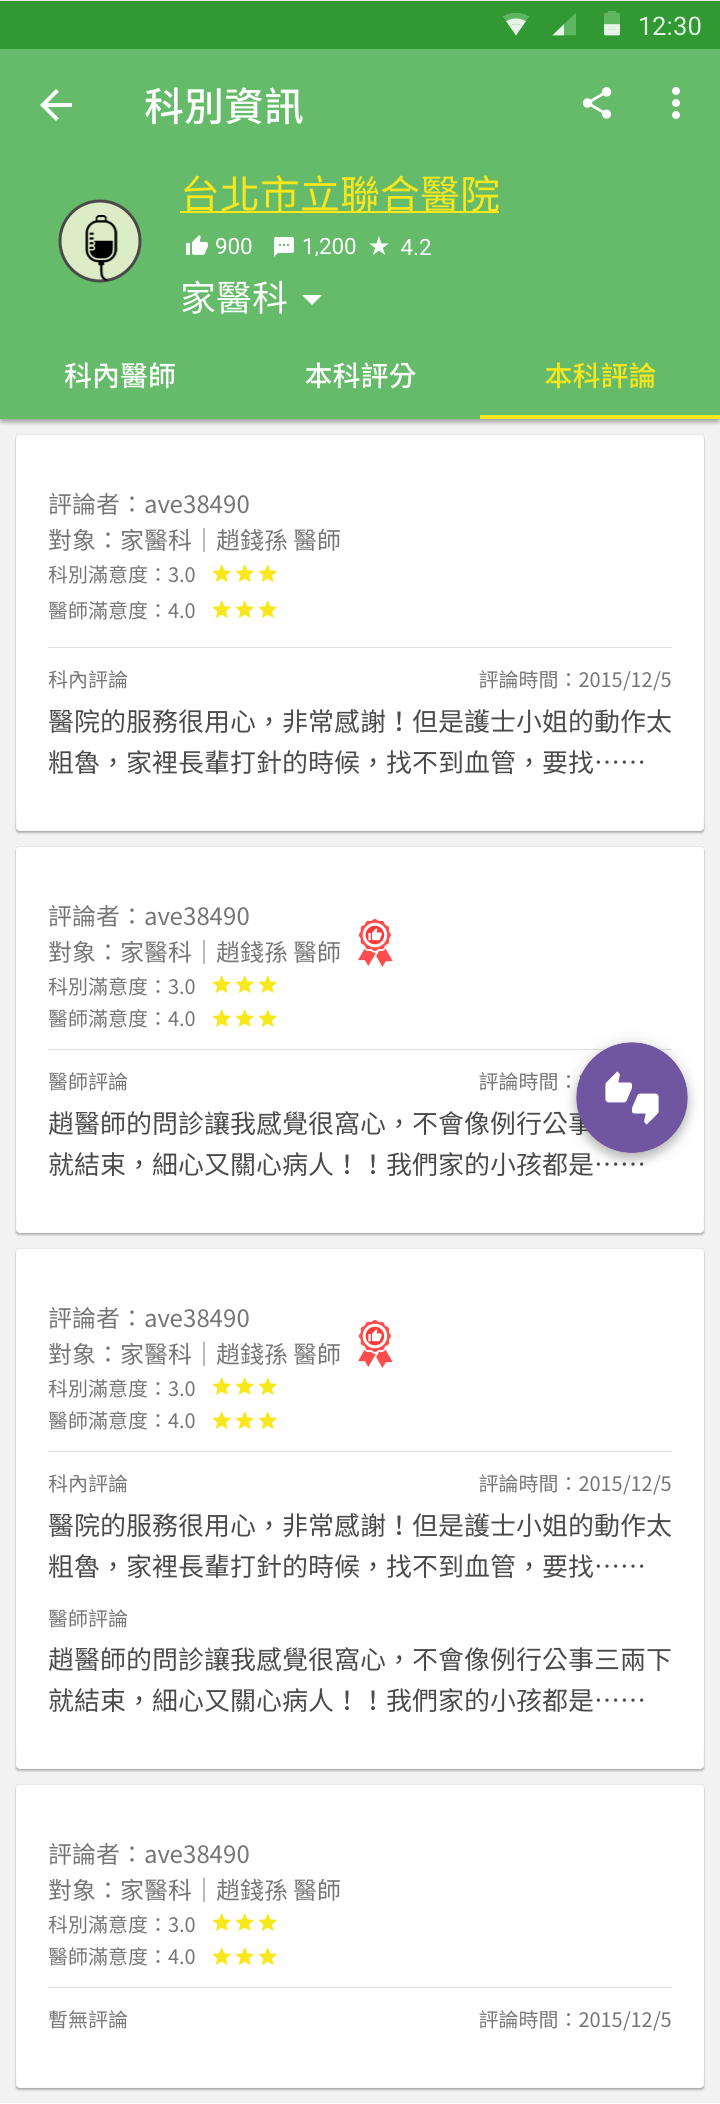 12:30
科別資訊
台北市立聯合醫院
900 1,200 4.2
家醫科
科內醫師 本科評分 本科評論
評論者：ave38490
對象：家醫科｜趙錢孫 醫師
科別滿意度：3.0
醫師滿意度：4.0
科內評論 評論時間：2015/12/5
醫院的服務很用心，非常感謝！但是護士小姐的動作太
粗魯，家裡長輩打針的時候，找不到血管，要找⋯⋯
評論者：ave38490
對象：家醫科｜趙錢孫 醫師
科別滿意度：3.0
醫師滿意度：4.0
醫師評論 評論時間：
趙醫師的問診讓我感覺很窩心，不會像例行公事
就結束，細心又關心病人！！我們家的小孩都是⋯⋯
評論者：ave38490
對象：家醫科｜趙錢孫 醫師
科別滿意度：3.0
醫師滿意度：4.0
科內評論 評論時間：2015/12/5
醫院的服務很用心，非常感謝！但是護士小姐的動作太
粗魯，家裡長輩打針的時候，找不到血管，要找⋯⋯
醫師評論
趙醫師的問診讓我感覺很窩心，不會像例行公事三兩下
就結束，細心又關心病人！！我們家的小孩都是⋯⋯
評論者：ave38490
對象：家醫科｜趙錢孫 醫師
科別滿意度：3.0
醫師滿意度：4.0
暫無評論 評論時間：2015/12/5